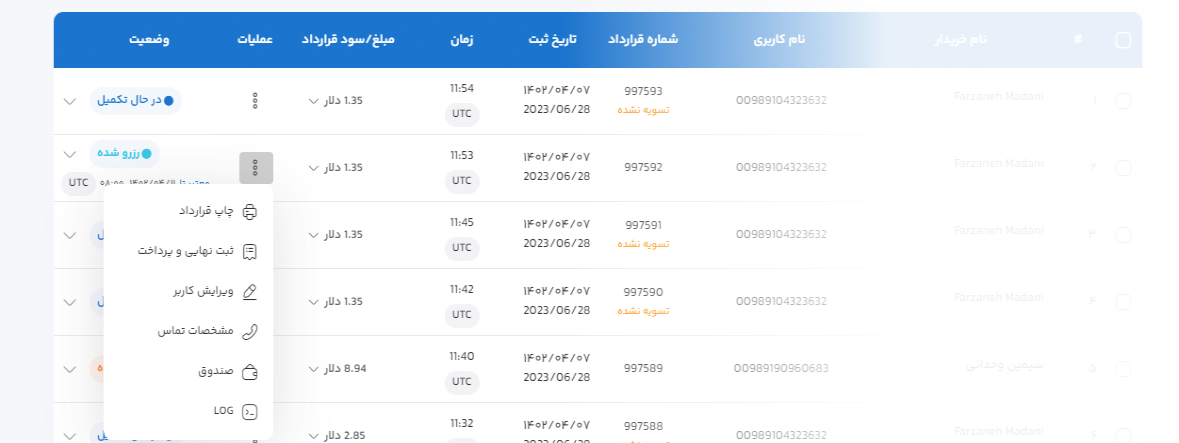 # نام خریدار نام کاربری شماره قرارداد تاریخ ثبت زمان مبلغ/سود قرارداد عملیات وضعیت
۱ Farzaneh Madani 00989104323632 997593 ۱۴۰۲/۰۴/۰۷ 11:54 1.35 دلار در حال تکمیل
تسویه نشده 2023/06/28 UTC
۲ Farzaneh Madani 00989104323632 997592 ۱۴۰۲/۰۴/۰۷ 11:53 1.35 دلار رزرو شده
2023/06/28 UTC
UTC
۳ Farzaneh Madani 00989104323632 997591 ۱۴۰۲/۰۴/۰۷ 11:45 1.35 دلار
تسویه نشده 2023/06/28 UTC
۴ Farzaneh Madani 00989104323632 997590 ۱۴۰۲/۰۴/۰۷ 11:42 1.35 دلار
تسویه نشده 2023/06/28 UTC
۵ سیمین وحدانی 00989190960683 997589 ۱۴۰۲/۰۴/۰۷ 11:40 8.94 دلار
2023/06/28 UTC
۶ Farzaneh Madani 00989104323632 997588 ۱۴۰۲/۰۴/۰۷ 11:32 2.85 دلار
چاپ قرارداد
ثبت نهایی و پرداخت
ویرایش کاربر
مشخصات تماس
صندوق
LOG